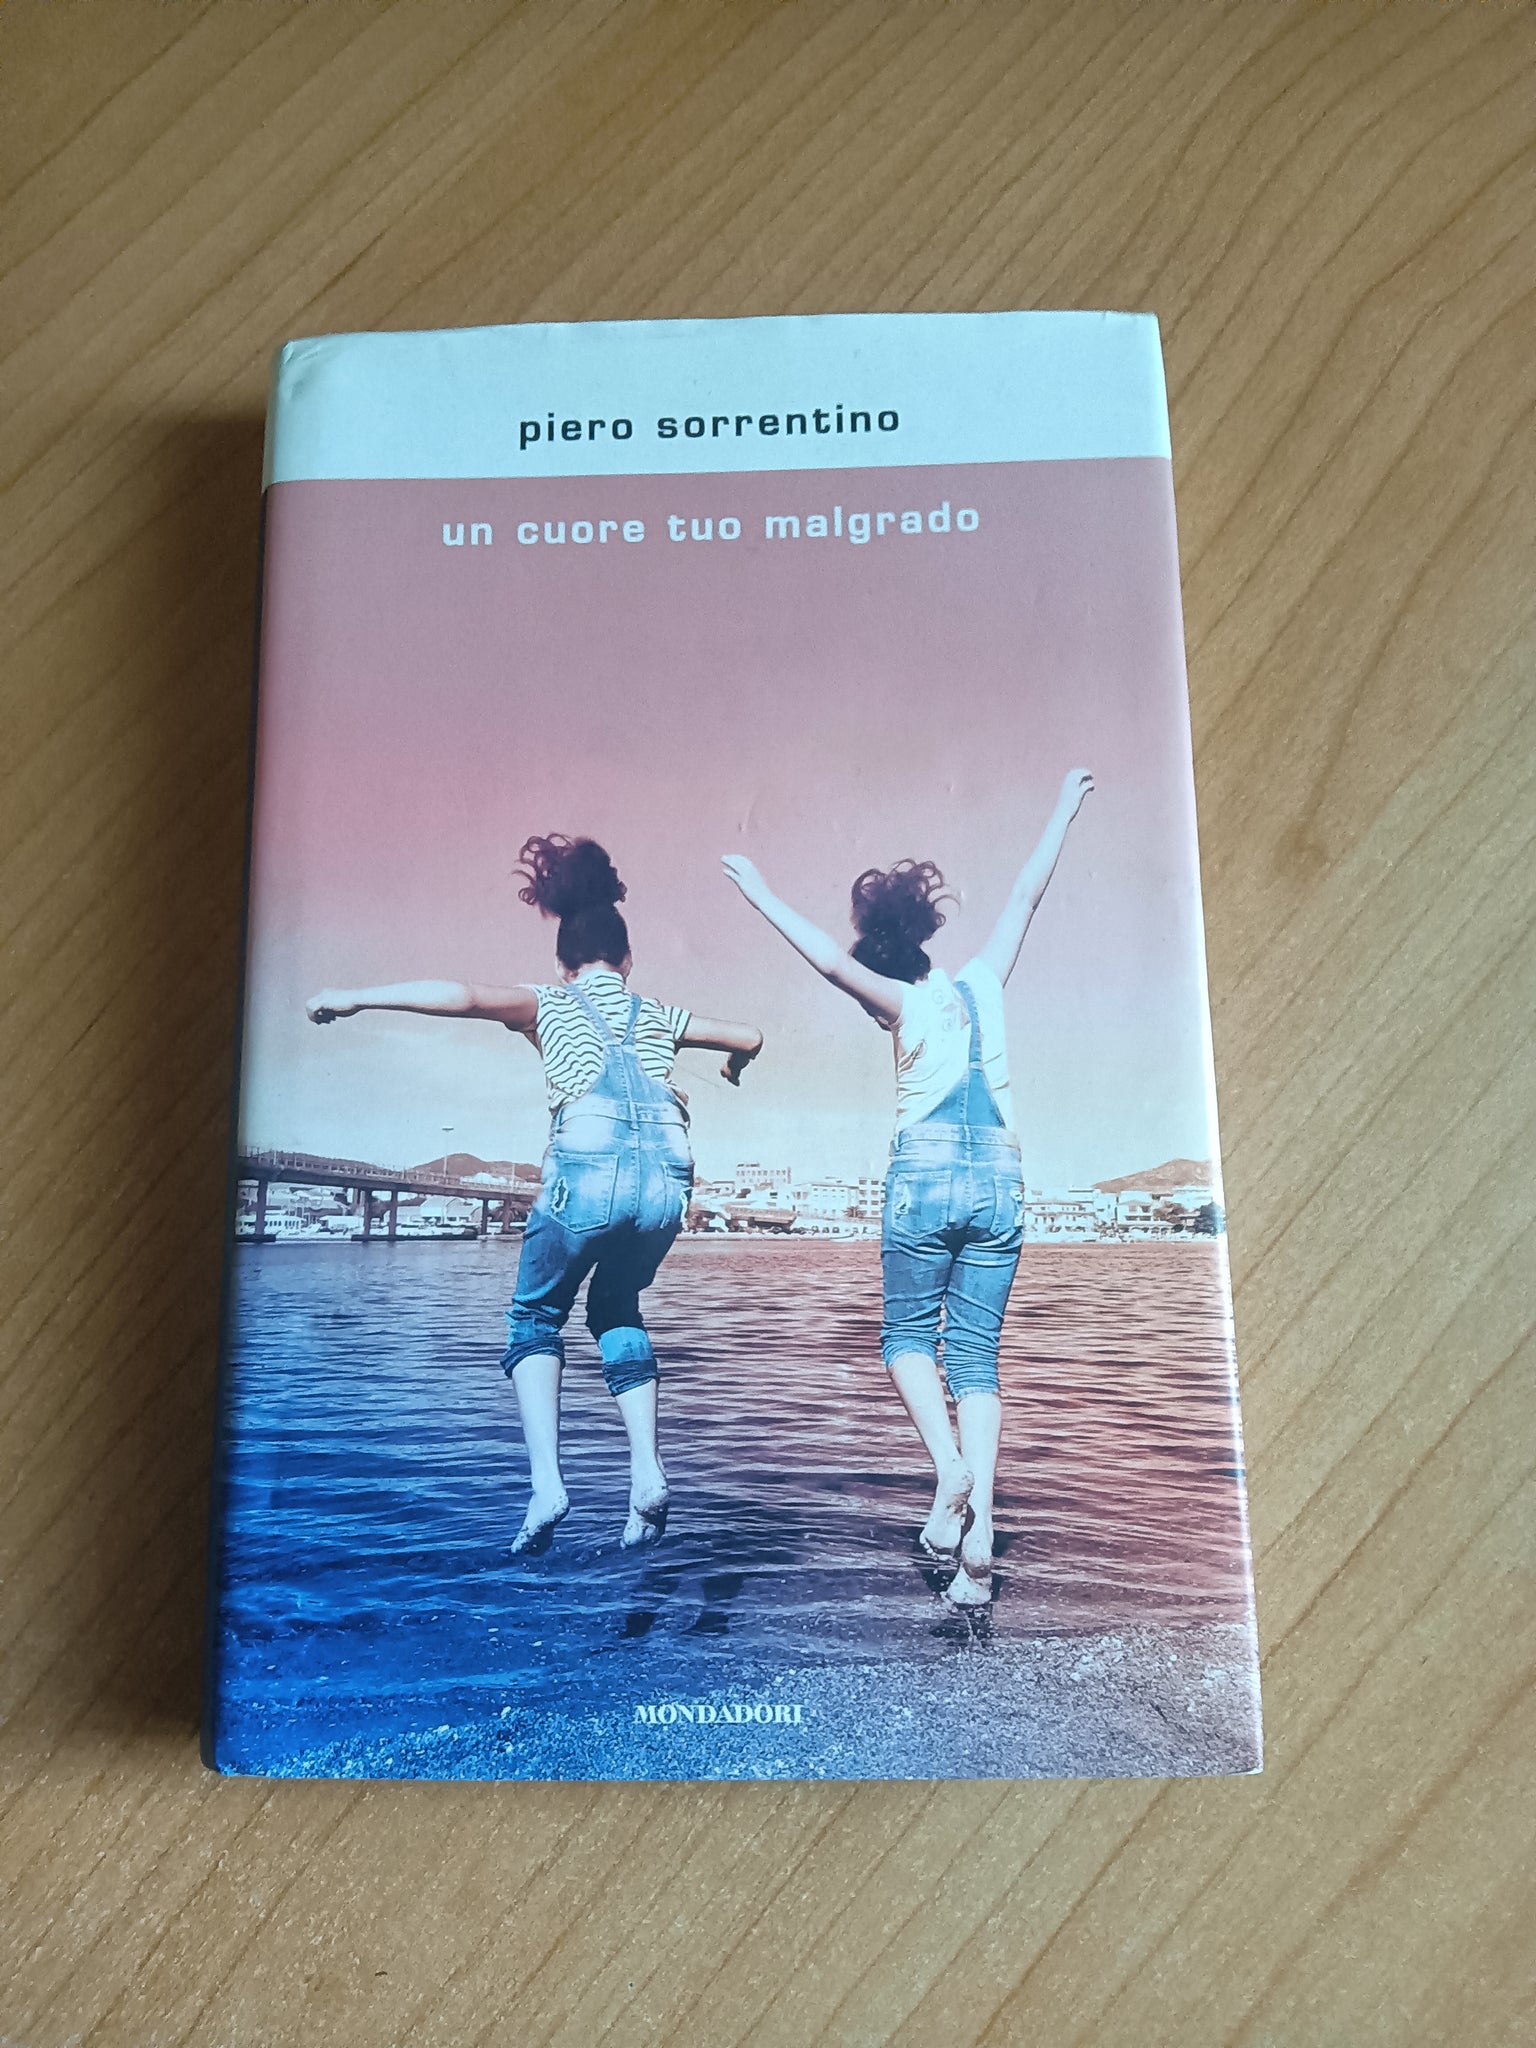 piero sorrentino
un cuore tuo malgrado
MONDADORI